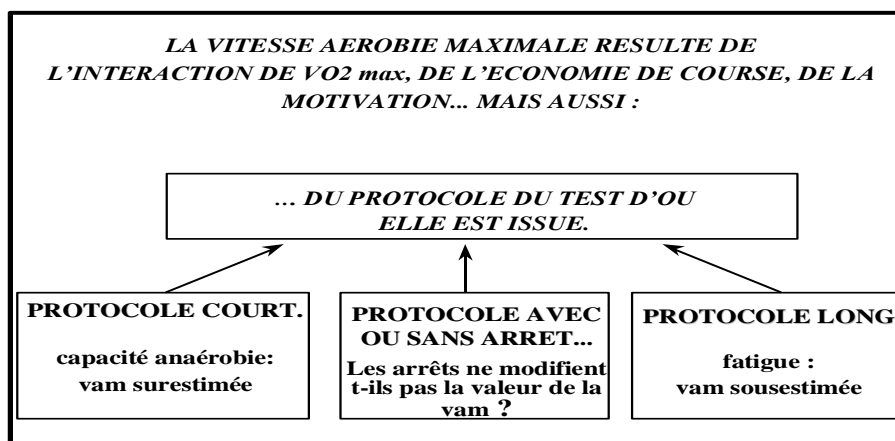 LA VITESSE AEROBIE MAXIMALE RESULTE DE
L'INTERACTION DE VO2 max, DE L'ECONOMIE DE COURSE, DE LA
MOTIVATION... MAIS AUSSI :
... DU PROTOCOLE DU TEST D'OU
ELLE EST ISSUE.
PROTOCOLE COURT.
capacité anaérobie:
vam surestimée
PROTOCOLE AVEC
OU SANS ARRET...
Les arrêts ne modifient
t-ils pas la valeur de la
vam ?
PROTOCOLE LONG
fatigue :
vam sousestimée